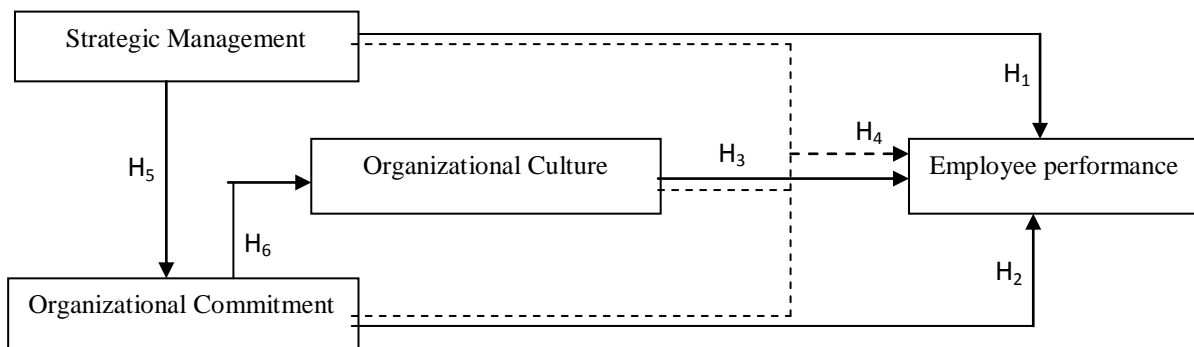 Strategic Management
H₁
H₄
Organizational Culture
H₃
Employee performance
H₅
H₆
H₂
Organizational Commitment